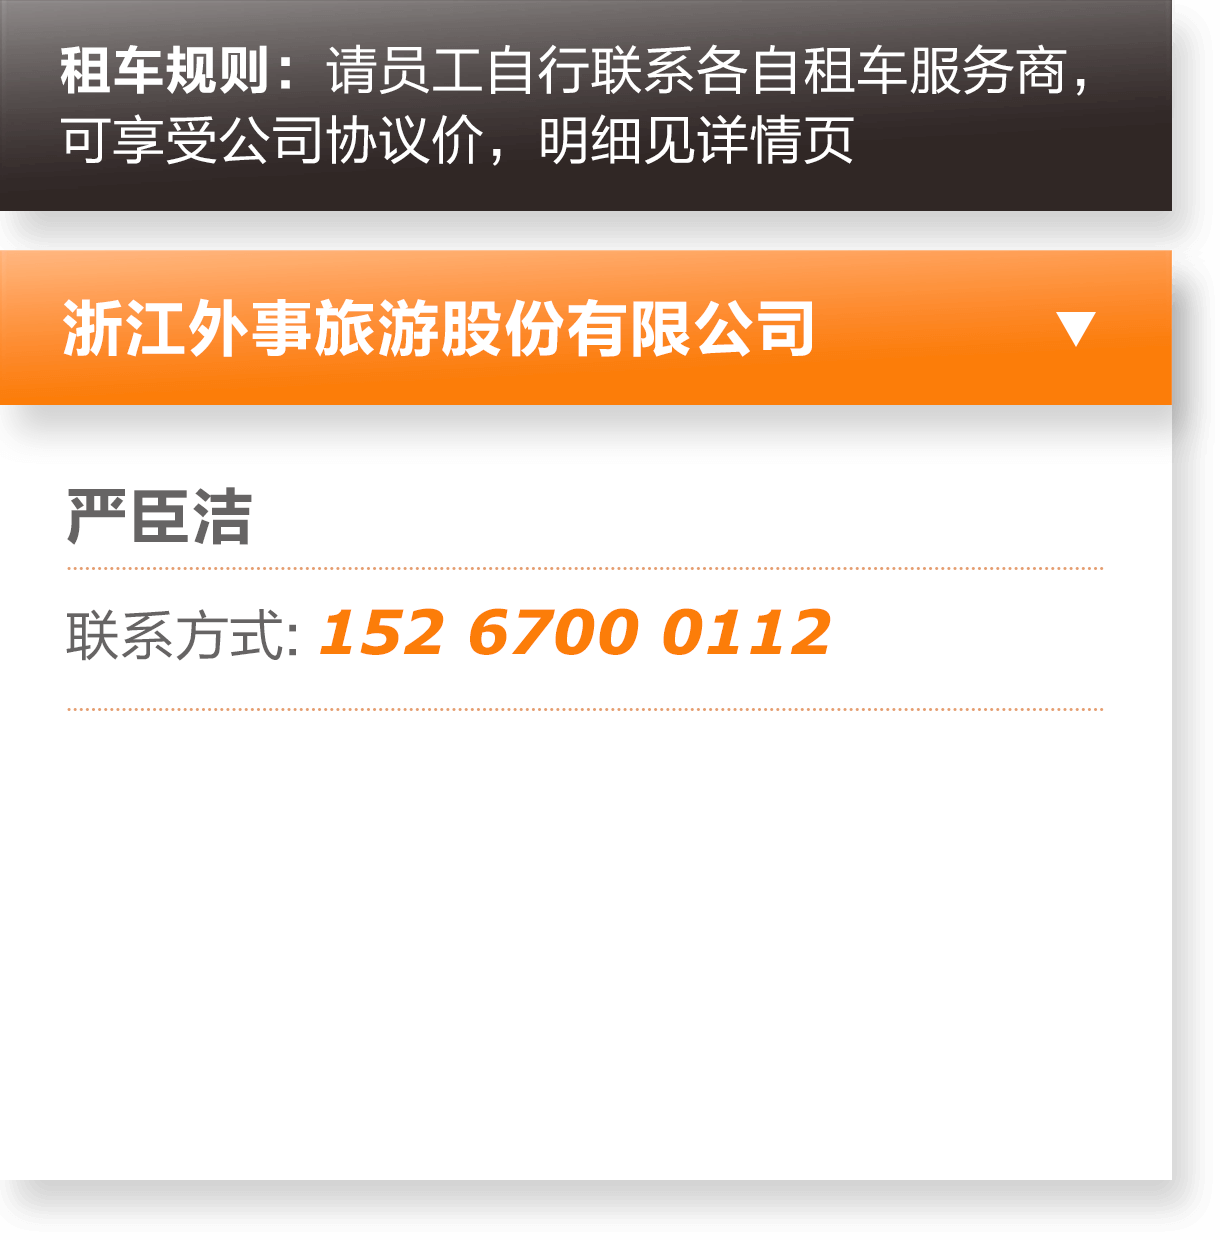 租车规则：请员工自行联系各自租车服务商，
可享受公司协议价，明细见详情页
浙江外事旅游股份有限公司
严臣洁
联系方式: 152 6700 0112